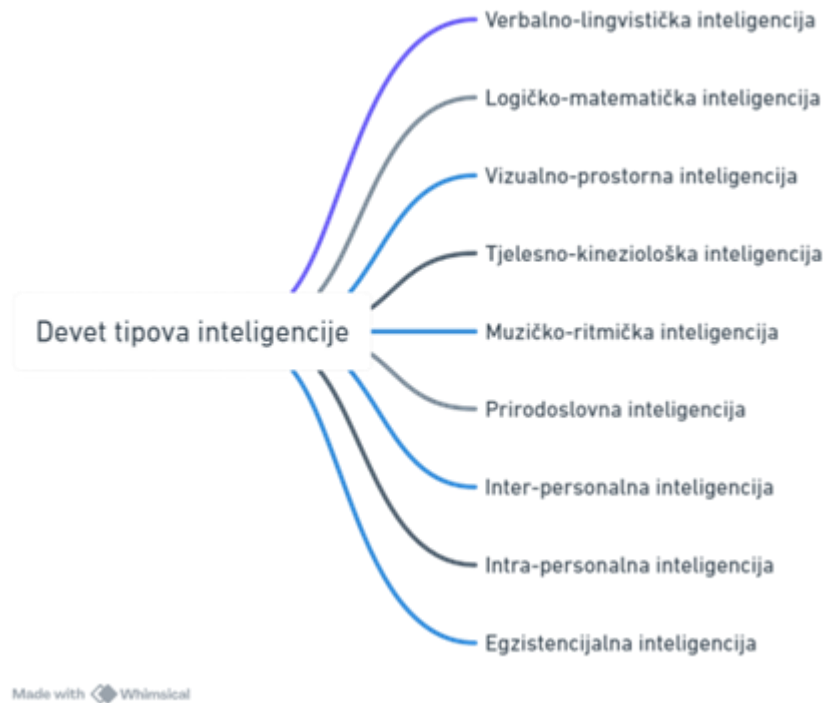 Verbalno-lingvistička inteligencija
Logičko-matematička inteligencija
Vizualno-prostorna inteligencija
Tjelesno-kineziološka inteligencija
Devet tipova inteligencije
Muzičko-ritmička inteligencija
Prirodoslovna inteligencija
Inter-personalna inteligencija
Intra-personalna inteligencija
Egzistencijalna inteligencija
Made with Whimsical